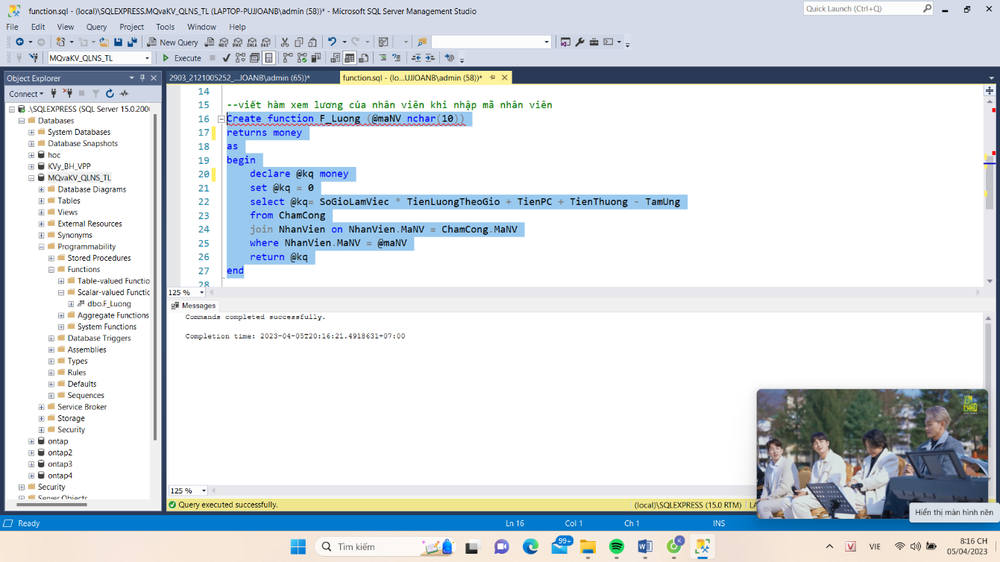 function.sql - (local)\SQLEXPRESS.MQvaKV_QLNS_TL (LAPTOP-PUJJOANB\admin (58))* - Microsoft SQL Server Management Studio
Quick Launch (Ctrl+Q)
File Edit View Query Project Tools Window Help
New Query
MQvaKV_QLNS_TL
Execute
Object Explorer
Connect
.\SQLEXPRESS (SQL Server 15.0.2000
Databases
System Databases
Database Snapshots
hoc
KVy_BH_VPP
MQvaKV_QLNS_TL
Database Diagrams
Tables
Views
External Resources
Synonyms
Programmability
Stored Procedures
Functions
Table-valued Functio
Scalar-valued Functio
dbo.F_Luong
Aggregate Functions
System Functions
Database Triggers
Assemblies
Types
Rules
Defaults
Sequences
Service Broker
Storage
Security
ontap
ontap2
ontap3
ontap4
Security
Server Objects
2903_2121005252_...JOANB\admin (65))*
function.sql - (lo...UJJOANB\admin (58))*
14
15 --viết hàm xem lương của nhân viên khi nhập mã nhân viên
16 Create function F_Luong (@maNV nchar(10))
17 returns money
18 as
19 begin
20 declare @kq money
21 set @kq = 0
22 select @kq= SoGioLamViec * TienLuongTheoGio + TienPC + TienThuong - TamUng
23 from ChamCong
24 join NhanVien on NhanVien.MaNV = ChamCong.MaNV
25 where NhanVien.MaNV = @maNV
26 return @kq
27 end
28
125 %
Messages
Commands completed successfully.
Completion time: 2023-04-05T20:16:21.4918631+07:00
125 %
Query executed successfully.
(local)\SQLEXPRESS (15.0 RTM)
LA
XIN CHÀO
Hiển thị màn hình nền
Ready
Ln 16
Col 1
Ch 1
INS
Tìm kiếm
99+
K
V
VIE
8:16 CH
05/04/2023